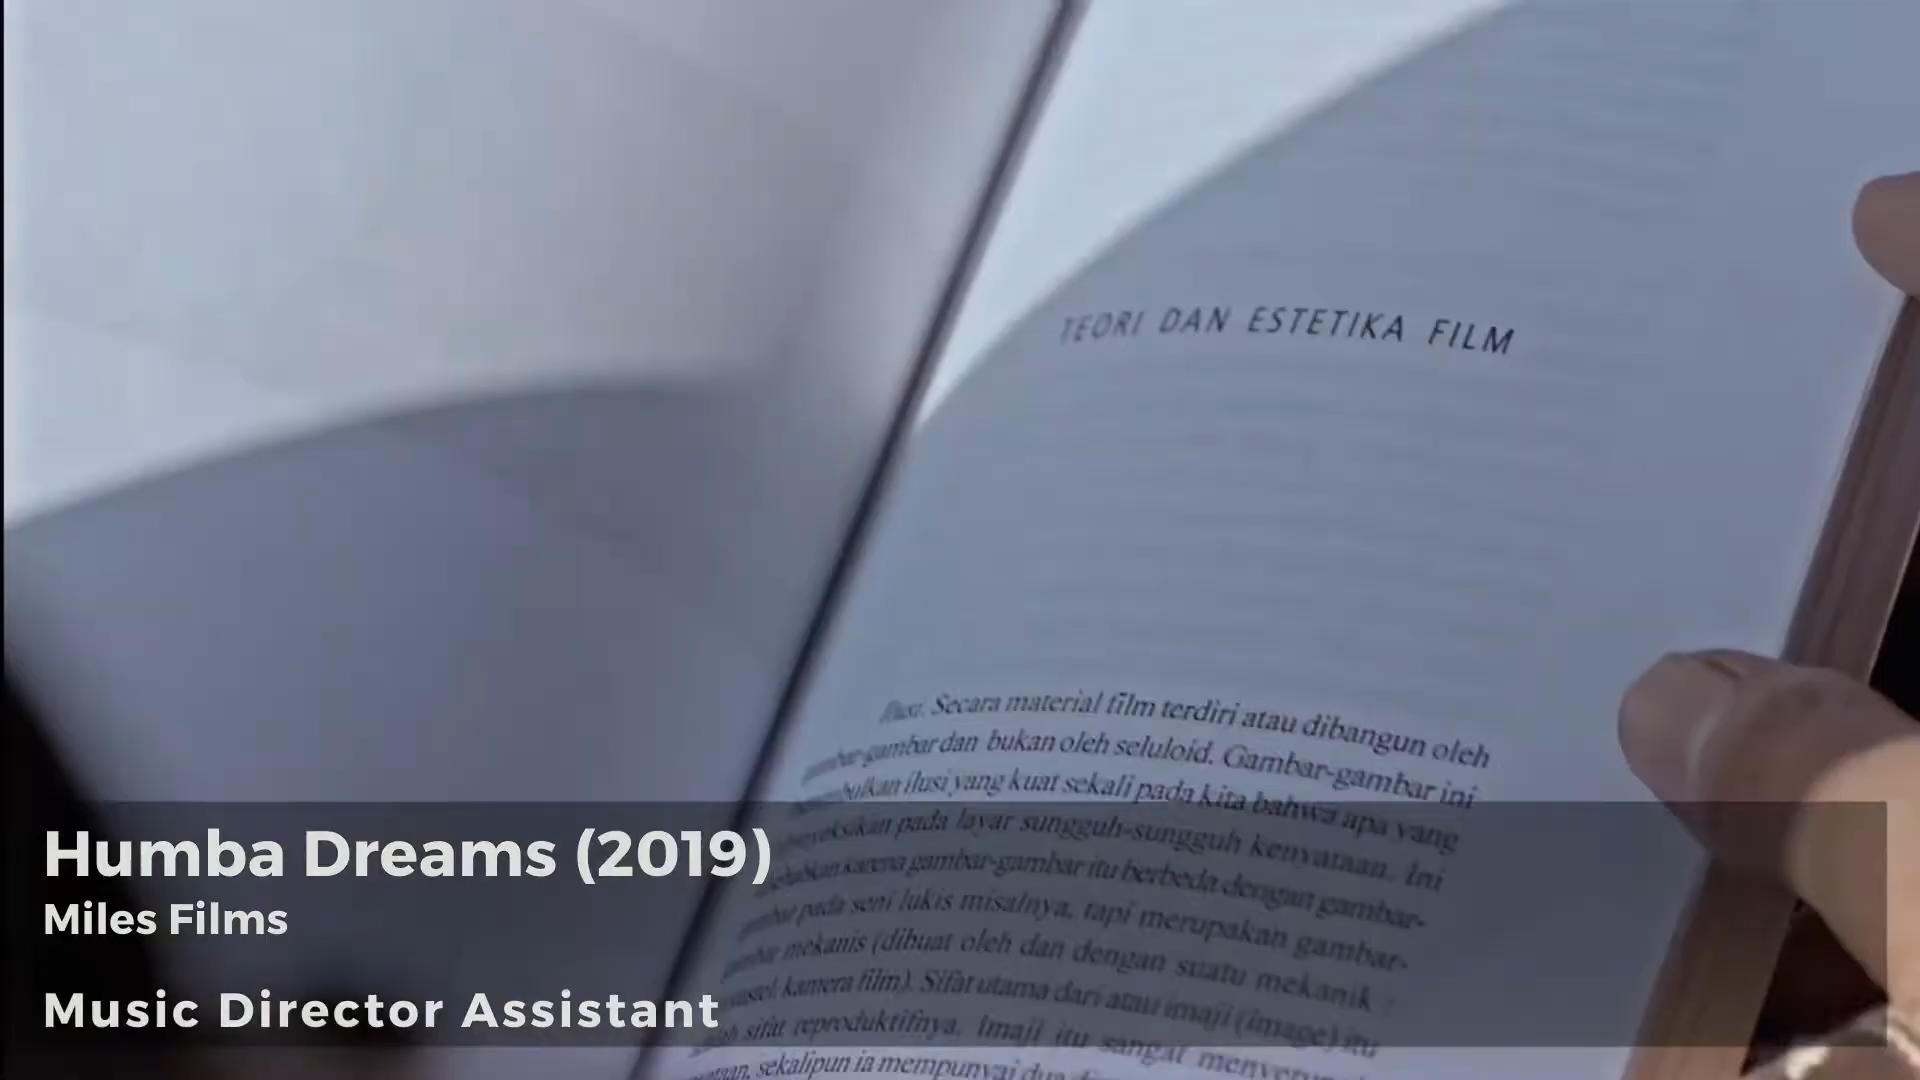 TEORI DAN ESTETIKA FILM
Ilusi. Secara material film terdiri atau dibangun oleh
gambar-gambar dan bukan oleh seluloid. Gambar-gambar ini
ilusi yang kuat sekali pada kita bahwa apa yang
pada layar sungguh-sungguh kenyataan. Ini
karena gambar-gambar itu berbeda dengan gambar-
gambar pada seni lukis misalnya, tapi merupakan gambar-
gambar mekanis (dibuat oleh dan dengan suatu mekanik :
kamera film). Sifat utama dari atau imaji (image) itu
sifat reproduktifnya. Imaji itu sangat
sekalipun ia mempunyai dua
Humba Dreams (2019)
Miles Films
Music Director Assistant